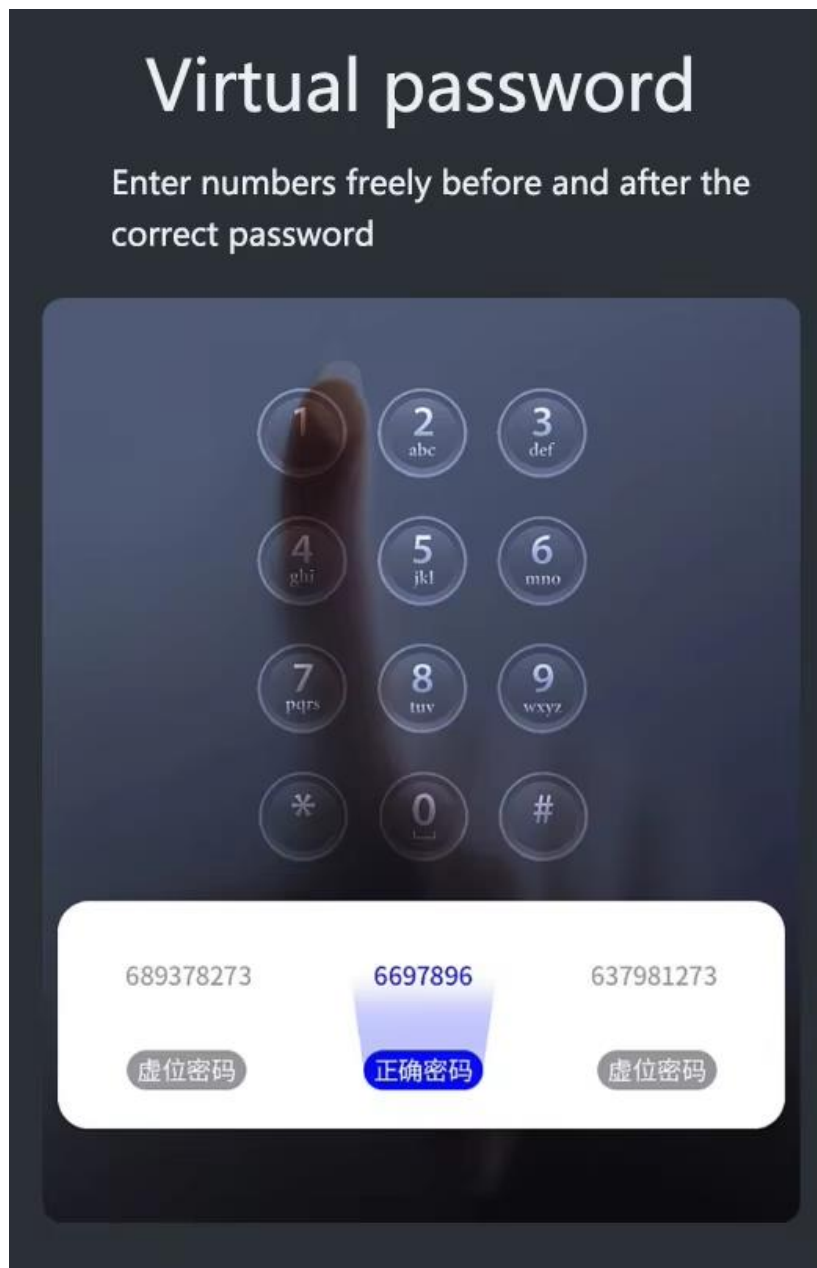 Virtual password
Enter numbers freely before and after the
correct password
1 2 3
abc def
4 5 6
ghi jkl mno
7 8 9
pqrs tuv wxyz
* 0 #
689378273 6697896 637981273
虚位密码 正确密码 虚位密码